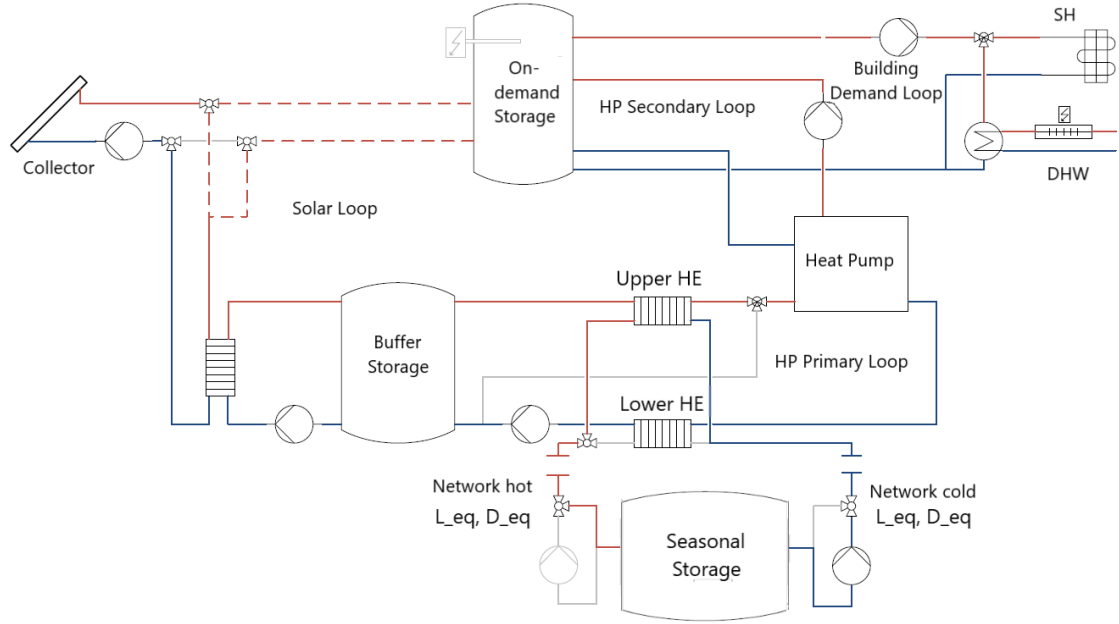 SH
On-
demand
Storage
Building
Demand Loop
HP Secondary Loop
Collector
DHW
Solar Loop
Heat Pump
Upper HE
Buffer
Storage
HP Primary Loop
Lower HE
Network hot
L_eq, D_eq
Network cold
L_eq, D_eq
Seasonal
Storage